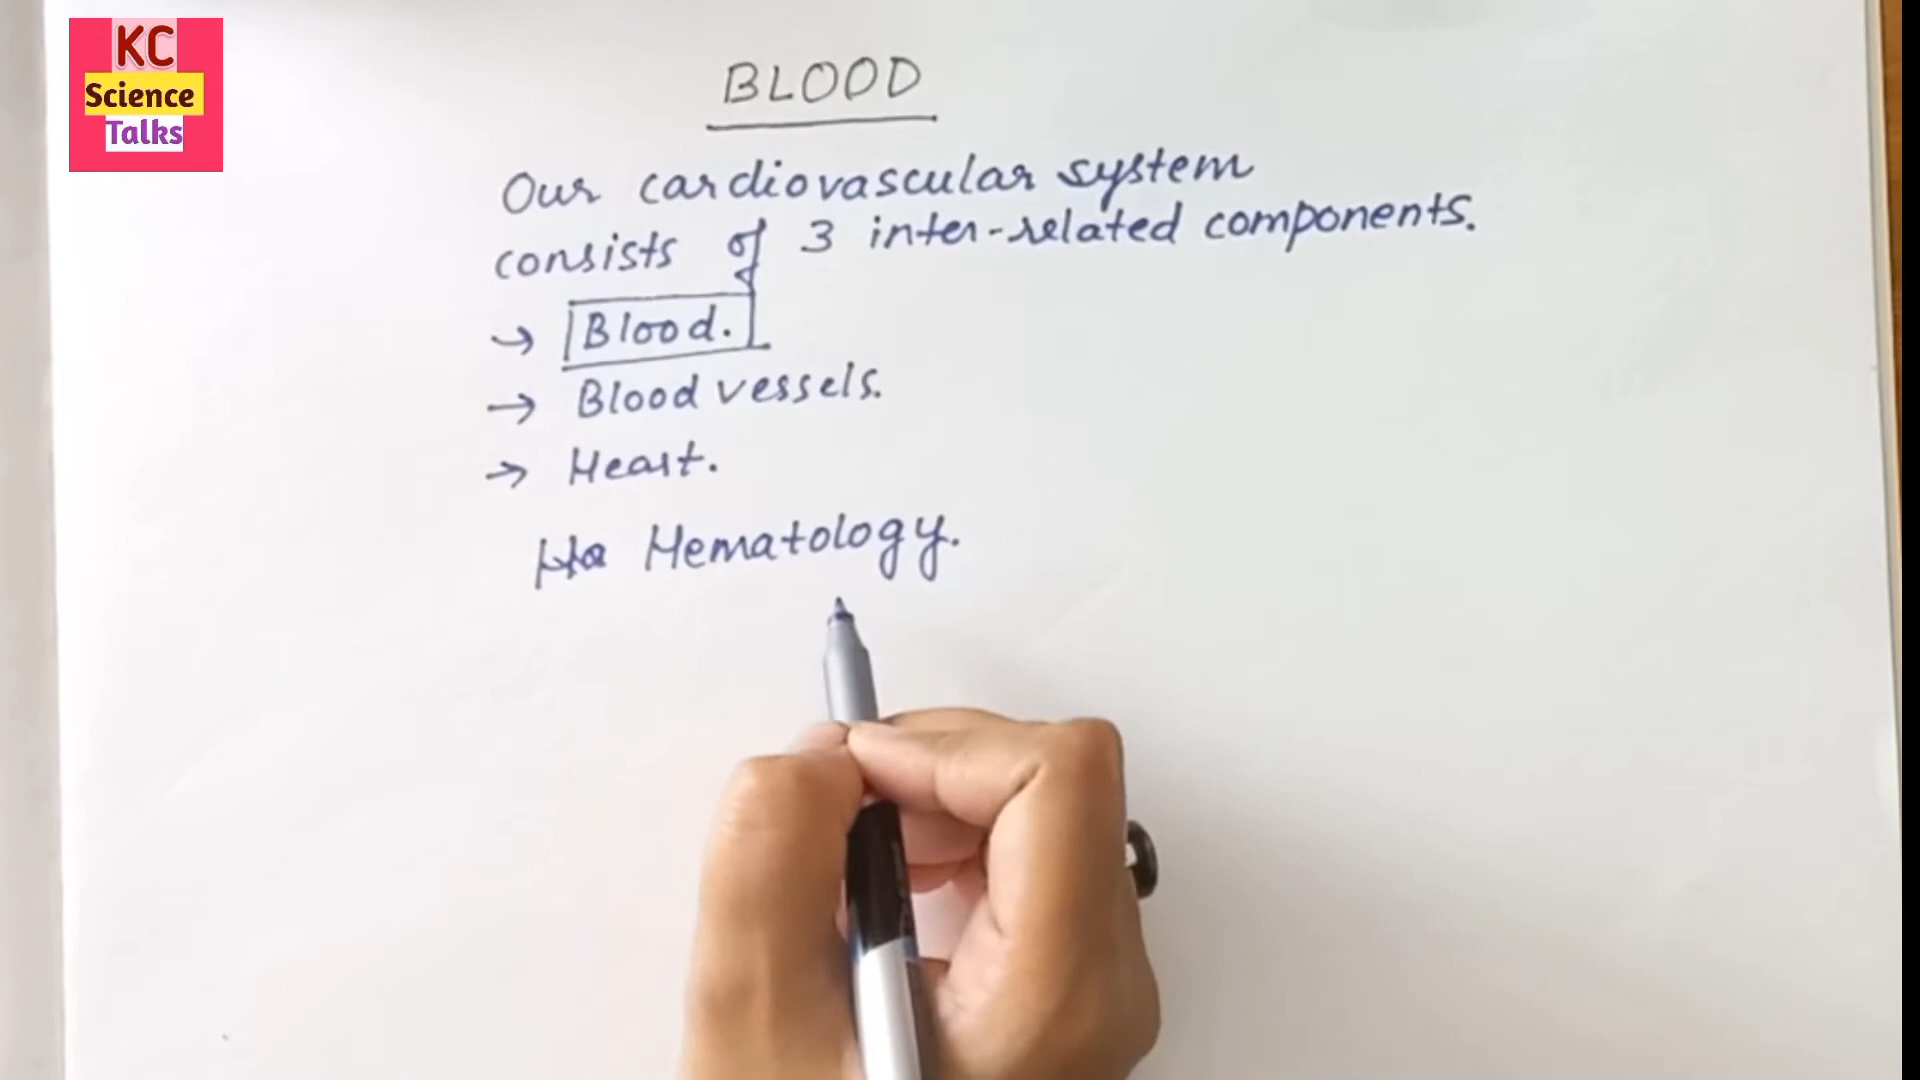 KC
Science
Talks
BLOOD
Our cardiovascular system
consists of 3 inter-related components.
→ Blood.
→ Blood vessels.
→ Heart.
Hematology.